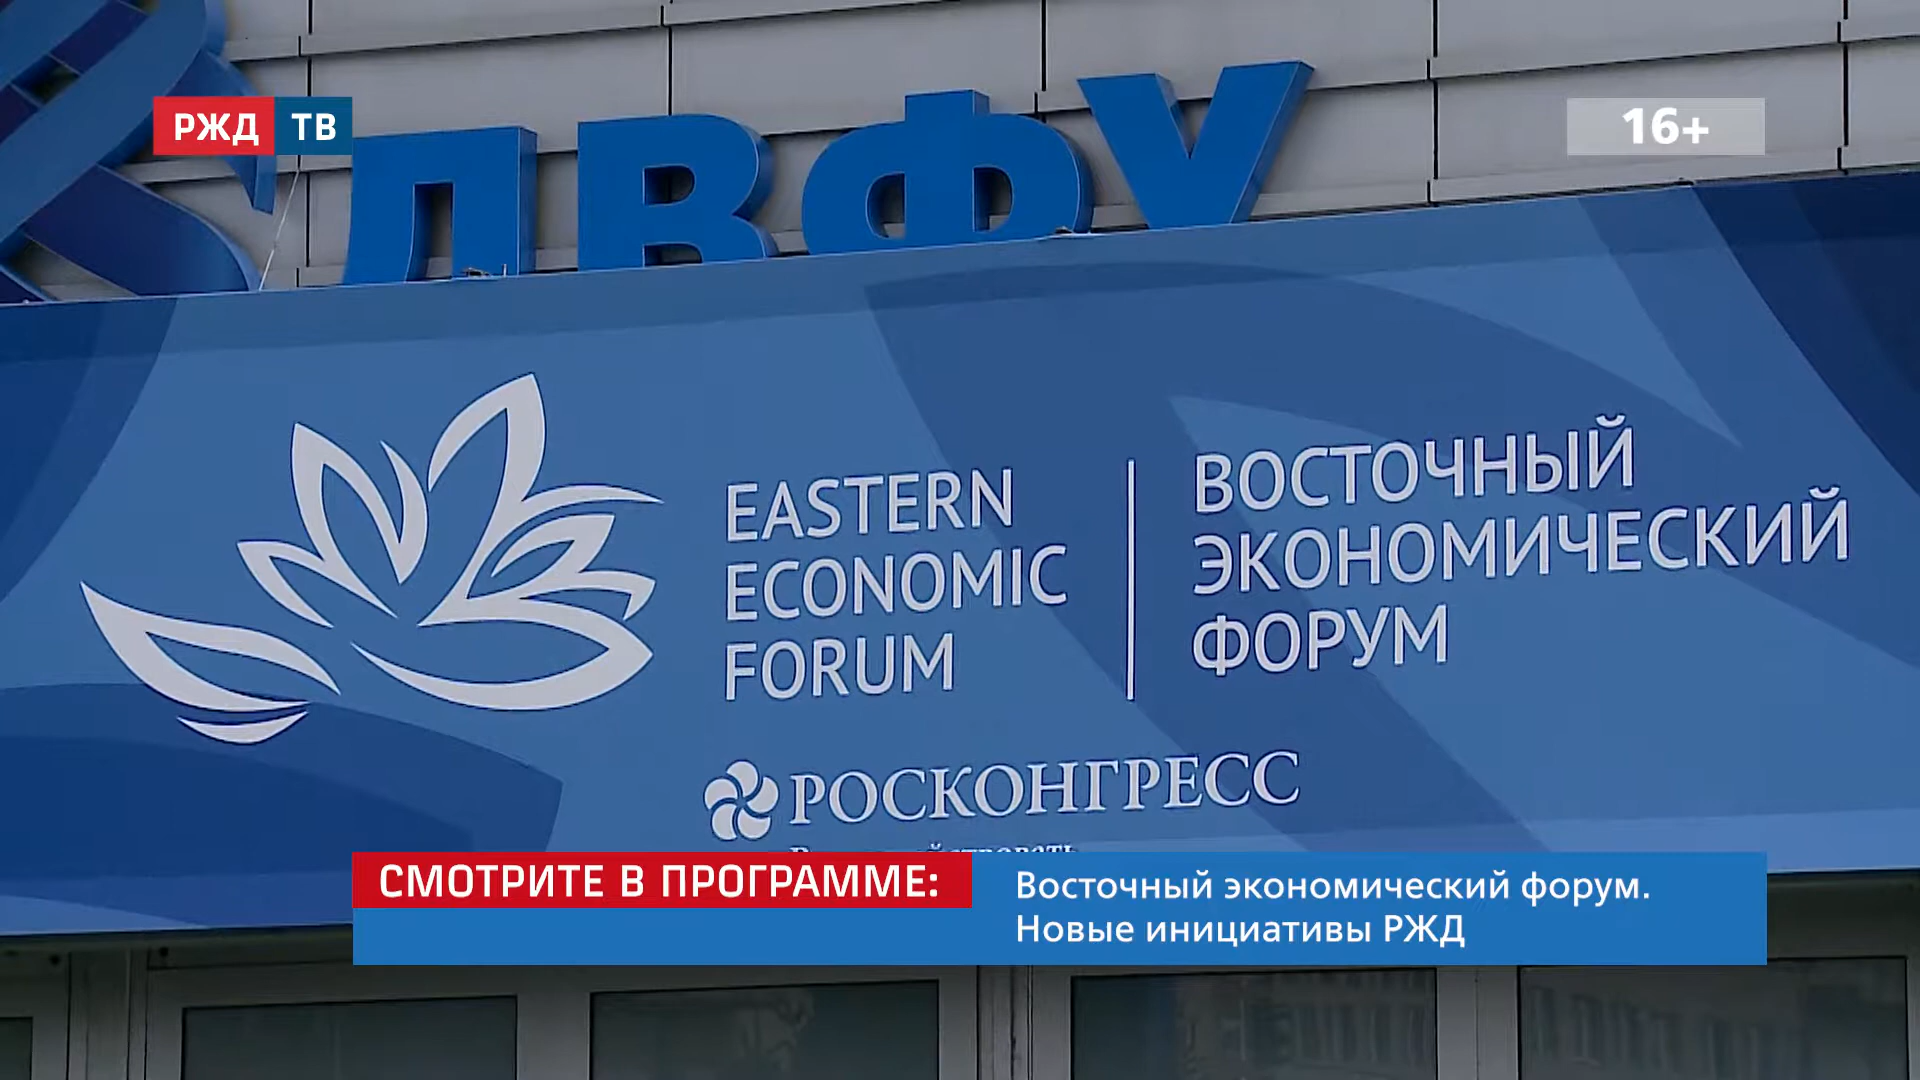 ДВФУ
РЖД ТВ
16+
EASTERN
ECONOMIC
FORUM
ВОСТОЧНЫЙ
ЭКОНОМИЧЕСКИЙ
ФОРУМ
РОСКОНГРЕСС
СМОТРИТЕ В ПРОГРАММЕ:
Восточный экономический форум.
Новые инициативы РЖД